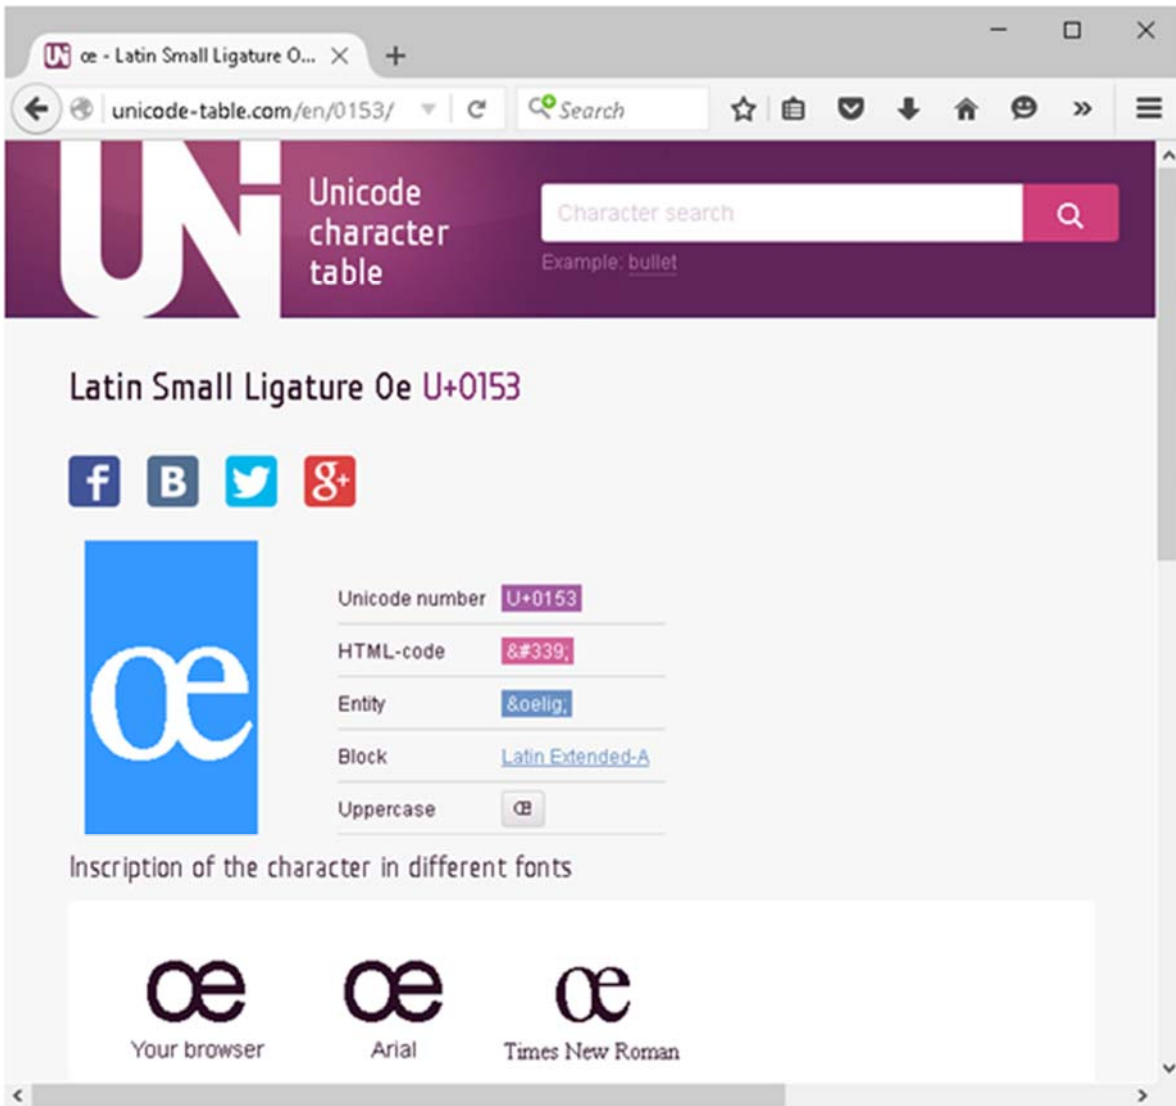 œ - Latin Small Ligature O...
unicode-table.com/en/0153/
Search
UNi
Unicode
character
table
Character search
Example: bullet
Latin Small Ligature Oe U+0153
f B g+
œ
Unicode number U+0153
HTML-code &#339;
Entity &oelig;
Block Latin Extended-A
Uppercase Œ
Inscription of the character in different fonts
œ œ œ
Your browser Arial Times New Roman